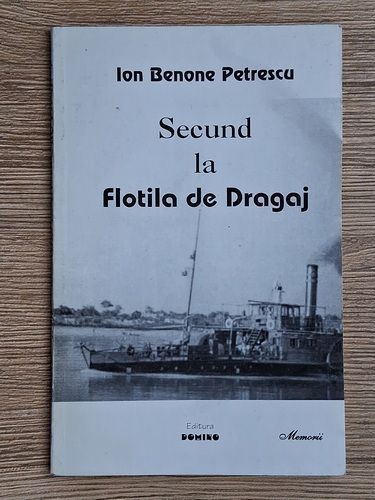 Ion Benone Petrescu
Secund
la
Flotila de Dragaj
Editura
DOMINO
Memorii